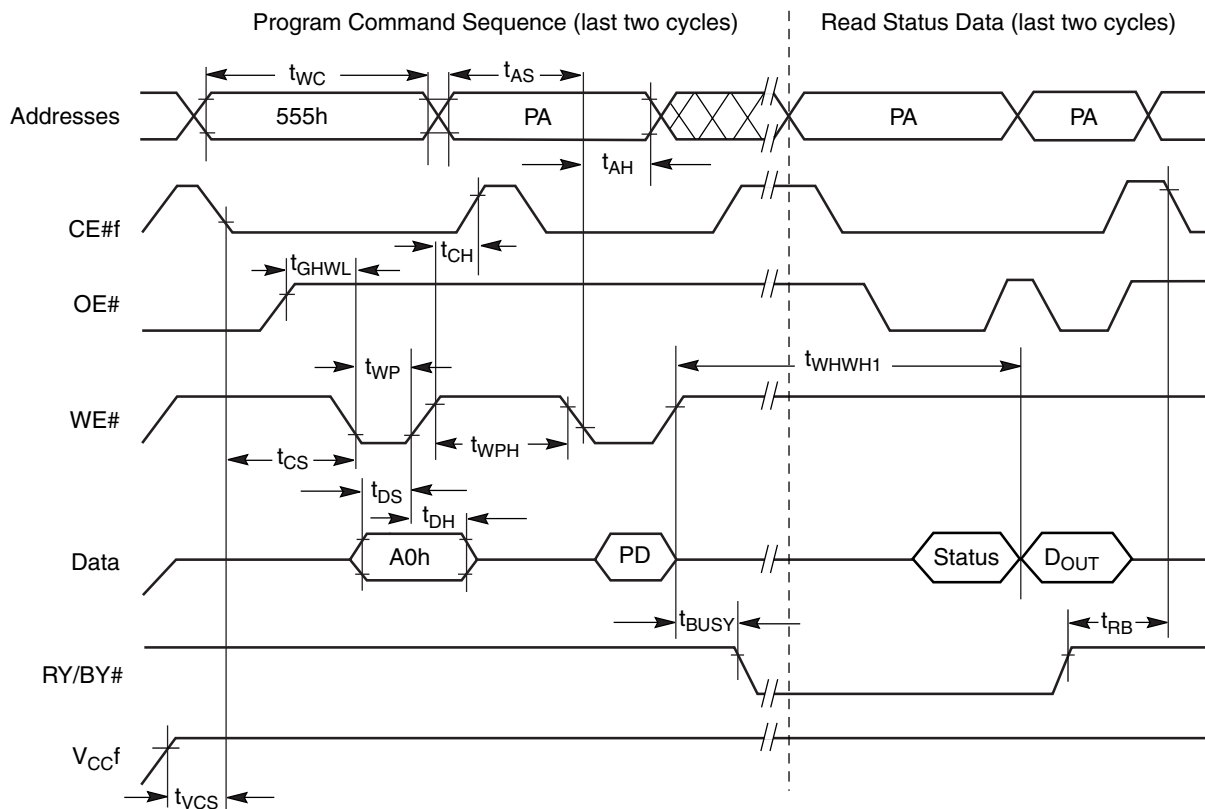 Program Command Sequence (last two cycles) Read Status Data (last two cycles)
tWC tAS
Addresses 555h PA PA PA
tAH
CE#f
tCH
tGHWL
OE#
tWP tWHWH1
WE#
tWPH
tCS
tDS
tDH
Data A0h PD Status DOUT
tBUSY tRB
RY/BY#
VCCf
tVCS